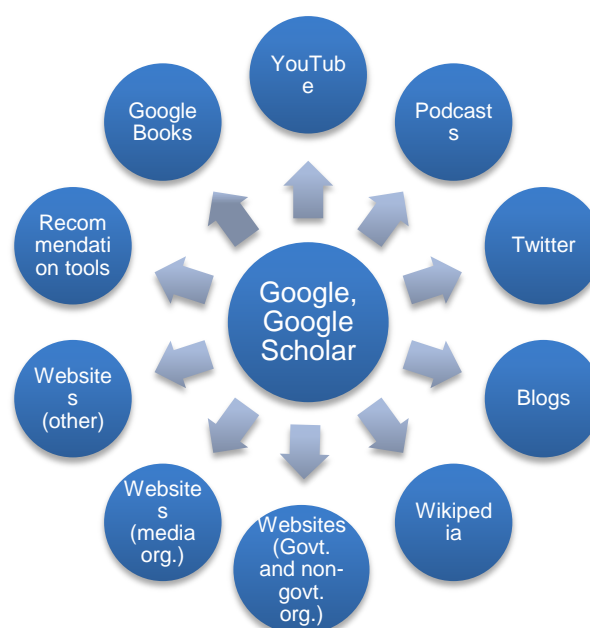 YouTub
e
Podcast
s
Twitter
Blogs
Wikiped
ia
Websites
(Govt.
and non-
govt.
org.)
Website
s
(media
org.)
Website
s
(other)
Recom
mendati
on tools
Google
Books
Google,
Google
Scholar